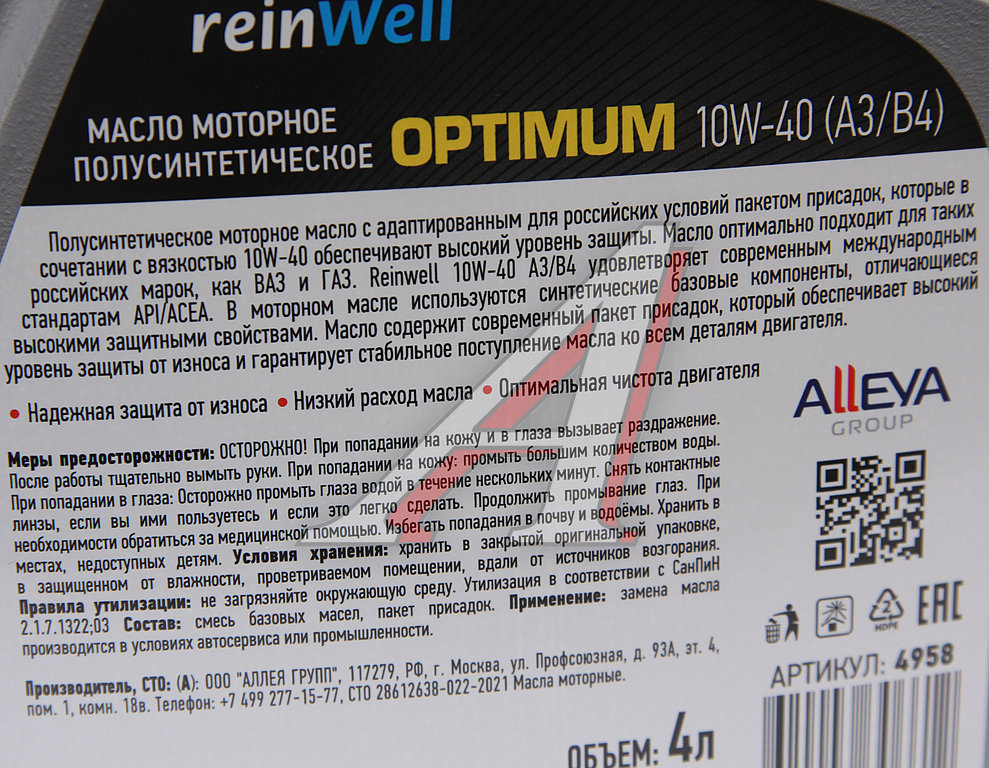 reinWell
МАСЛО МОТОРНОЕ
ПОЛУСИНТЕТИЧЕСКОЕ OPTIMUM 10W-40 (A3/B4)
Полусинтетическое моторное масло с адаптированным для российских условий пакетом присадок, которые в
сочетании с вязкостью 10W-40 обеспечивают высокий уровень защиты. Масло оптимально подходит для таких
российских марок, как ВАЗ и ГАЗ. Reinwell 10W-40 A3/B4 удовлетворяет современным международным
стандартам API/ACEA. В моторном масле используются синтетические базовые компоненты, отличающиеся
высокими защитными свойствами. Масло содержит современный пакет присадок, который обеспечивает высокий
уровень защиты от износа и гарантирует стабильное поступление масла ко всем деталям двигателя.
• Надежная защита от износа • Низкий расход масла • Оптимальная чистота двигателя
ALLEYA
GROUP
Меры предосторожности: ОСТОРОЖНО! При попадании на кожу и в глаза вызывает раздражение.
После работы тщательно вымыть руки. При попадании на кожу: промыть большим количеством воды.
При попадании в глаза: Осторожно промыть глаза водой в течение нескольких минут. Снять контактные
линзы, если вы ими пользуетесь и если это легко сделать. Продолжить промывание глаз. При
необходимости обратиться за медицинской помощью. Избегать попадания в почву и водоёмы. Хранить в
местах, недоступных детям. Условия хранения: хранить в закрытой оригинальной упаковке,
в защищенном от влажности, проветриваемом помещении, вдали от источников возгорания.
Правила утилизации: не загрязняйте окружающую среду. Утилизация в соответствии с СанПиН
2.1.7.1322;03 Состав: смесь базовых масел, пакет присадок. Применение: замена масла
производится в условиях автосервиса или промышленности.
2
HDPE
EAC
Производитель, СТО: (А): ООО "АЛЛЕЯ ГРУПП", 117279, РФ, г. Москва, ул. Профсоюзная, д. 93А, эт. 4,
пом. 1, комн. 18в. Телефон: +7 499 277-15-77, СТО 28612638-022-2021 Масла моторные.
АРТИКУЛ: 4958
ОБЪЕМ: 4л